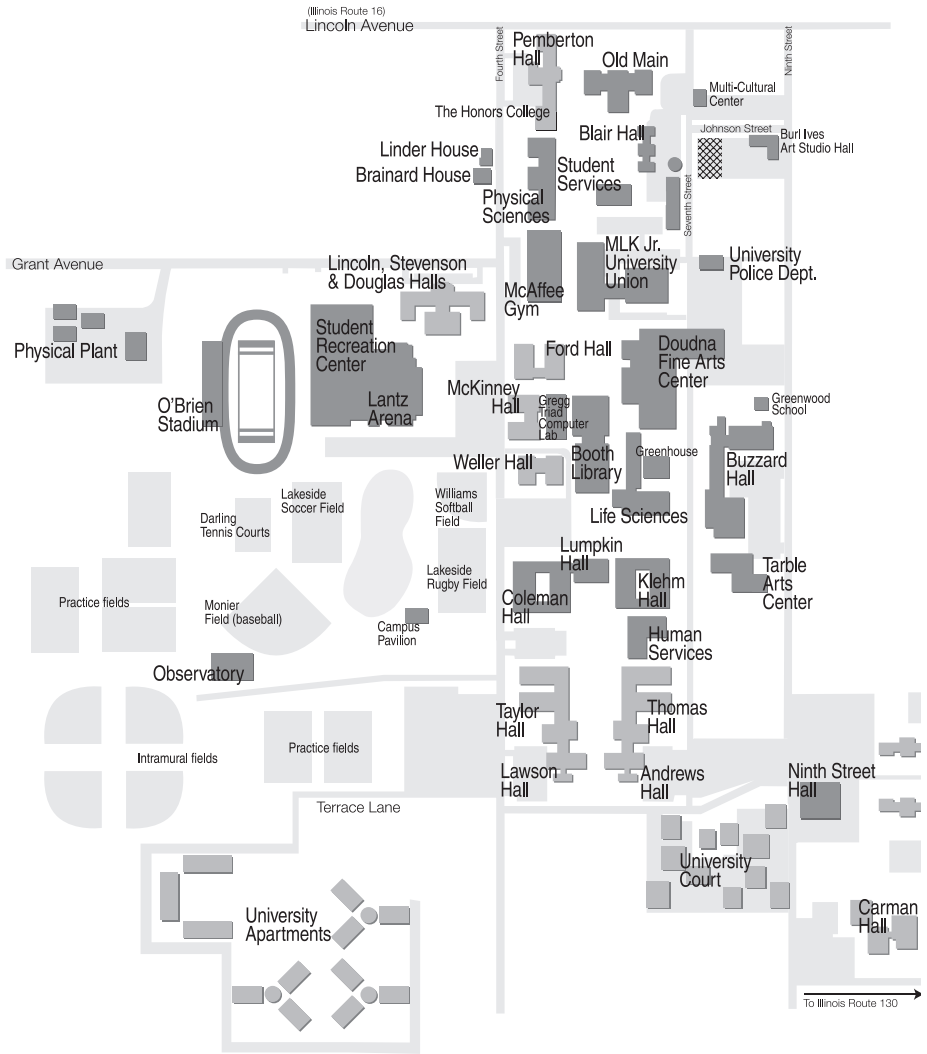 (Illinois Route 16)
Lincoln Avenue
Fourth Street
Ninth Street
Pemberton
Hall
Old Main
Multi-Cultural
Center
The Honors College
Blair Hall
Johnson Street
Burl Ives
Art Studio Hall
Linder House
Brainard House
Student
Services
Physical
Sciences
Seventh Street
Grant Avenue
Lincoln, Stevenson
& Douglas Halls
McAffee
Gym
MLK Jr.
University
Union
University
Police Dept.
Physical Plant
Student
Recreation
Center
Lantz
Arena
O'Brien
Stadium
Ford Hall
Doudna
Fine Arts
Center
McKinney
Hall
Gregg
Triad
Computer
Lab
Greenwood
School
Weller Hall
Booth
Library
Greenhouse
Buzzard
Hall
Life Sciences
Darling
Tennis Courts
Lakeside
Soccer Field
Williams
Softball
Field
Lumpkin
Hall
Lakeside
Rugby Field
Coleman
Hall
Klehm
Hall
Tarble
Arts
Center
Practice fields
Monier
Field (baseball)
Campus
Pavilion
Human
Services
Observatory
Taylor
Hall
Thomas
Hall
Intramural fields
Practice fields
Lawson
Hall
Andrews
Hall
Ninth Street
Hall
Terrace Lane
University
Court
University
Apartments
Carman
Hall
To Illinois Route 130